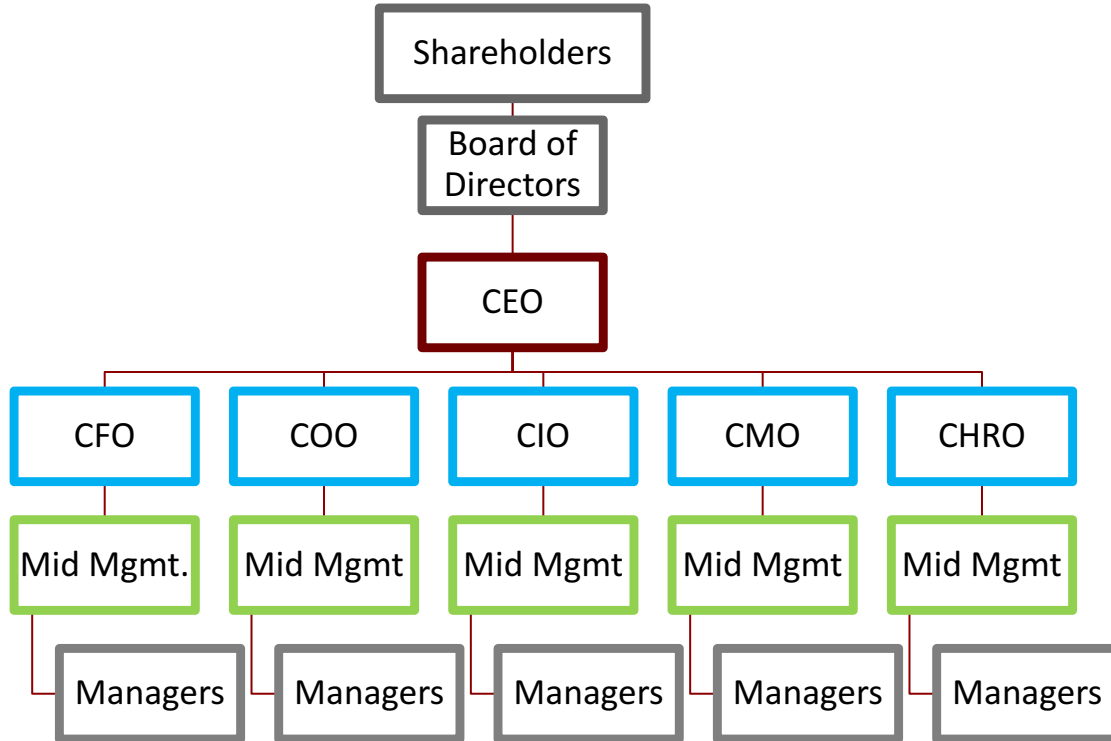 Shareholders
Board of
Directors
CEO
CFO
COO
CIO
CMO
CHRO
Mid Mgmt.
Mid Mgmt
Mid Mgmt
Mid Mgmt
Mid Mgmt
Managers
Managers
Managers
Managers
Managers